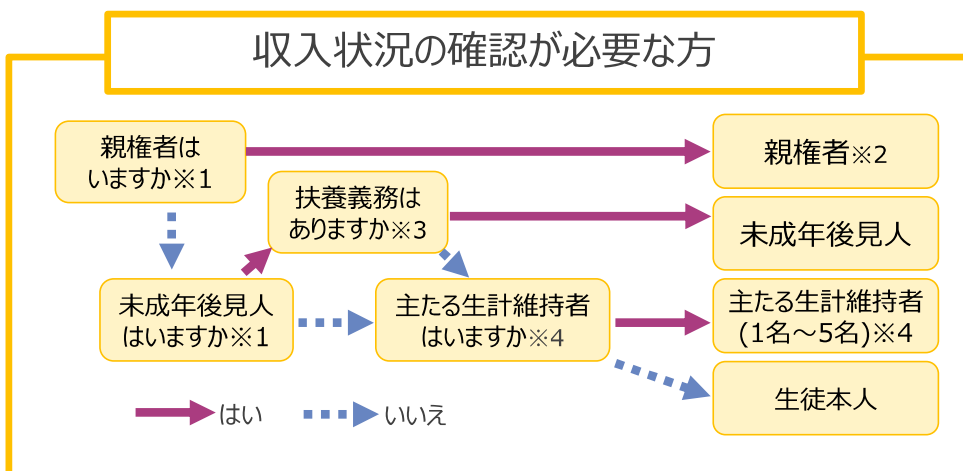 収入状況の確認が必要な方
親権者は
いますか※1
親権者※2
扶養義務は
ありますか※3
未成年後見人
未成年後見人
はいますか※1
主たる生計維持者
はいますか※4
主たる生計維持者
(1名～5名)※4
生徒本人
はい
いいえ